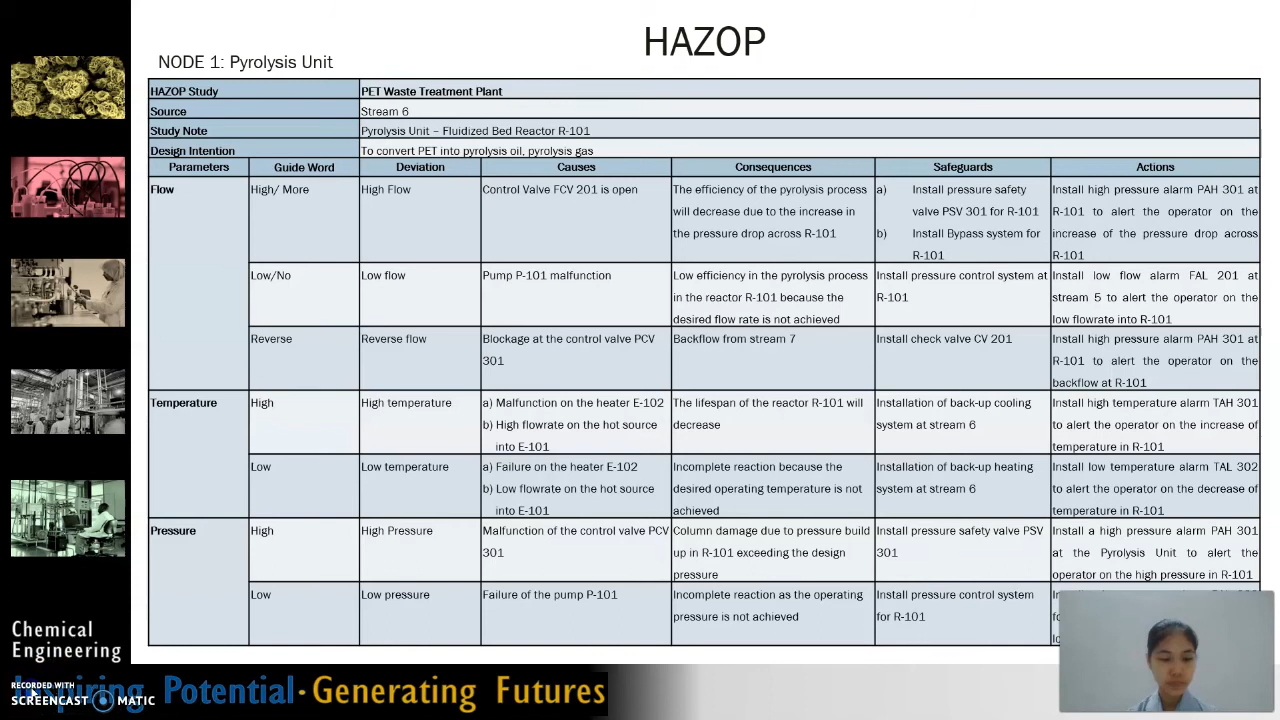 HAZOP
NODE 1: Pyrolysis Unit
HAZOP Study PET Waste Treatment Plant
Source Stream 6
Study Note Pyrolysis Unit – Fluidized Bed Reactor R-101
Design Intention To convert PET into pyrolysis oil, pyrolysis gas
Parameters Guide Word Deviation Causes Consequences Safeguards Actions
Flow High/ More High Flow Control Valve FCV 201 is open The efficiency of the pyrolysis process a) Install pressure safety Install high pressure alarm PAH 301 at
will decrease due to the increase in valve PSV 301 for R-101 R-101 to alert the operator on the
the pressure drop across R-101 b) Install Bypass system for increase of the pressure drop across
R-101 R-101
Low/No Low flow Pump P-101 malfunction Low efficiency in the pyrolysis process Install pressure control system at Install low flow alarm FAL 201 at
in the reactor R-101 because the R-101 stream 5 to alert the operator on the
desired flow rate is not achieved low flowrate into R-101
Reverse Reverse flow Blockage at the control valve PCV Backflow from stream 7 Install check valve CV 201 Install high pressure alarm PAH 301 at
301 R-101 to alert the operator on the
backflow at R-101
Temperature High High temperature a) Malfunction on the heater E-102 The lifespan of the reactor R-101 will Installation of back-up cooling Install high temperature alarm TAH 301
b) High flowrate on the hot source decrease system at stream 6 to alert the operator on the increase of
into E-101 temperature in R-101
Low Low temperature a) Failure on the heater E-102 Incomplete reaction because the Installation of back-up heating Install low temperature alarm TAL 302
b) Low flowrate on the hot source desired operating temperature is not system at stream 6 to alert the operator on the decrease of
into E-101 achieved temperature in R-101
Pressure High High Pressure Malfunction of the control valve PCV Column damage due to pressure build Install pressure safety valve PSV Install a high pressure alarm PAH 301
301 up in R-101 exceeding the design 301 at the Pyrolysis Unit to alert the
pressure operator on the high pressure in R-101
Low Low pressure Failure of the pump P-101 Incomplete reaction as the operating Install pressure control system
pressure is not achieved for R-101
Chemical
Engineering
Inspiring Potential · Generating Futures
RECORDED WITH
SCREENCAST MATIC